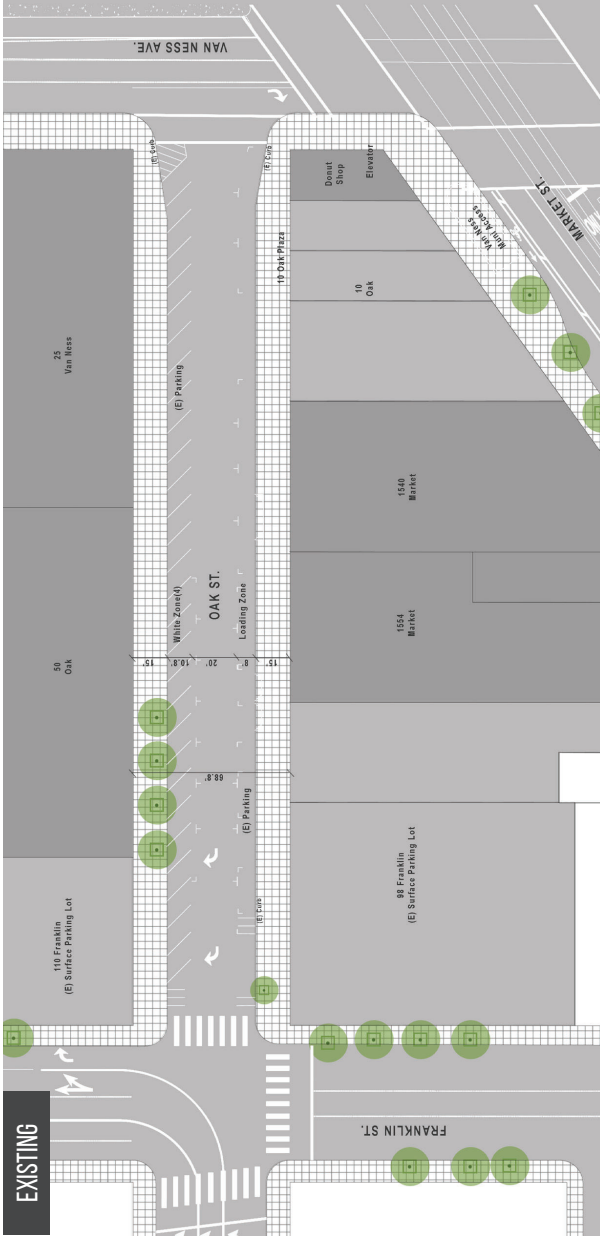 EXISTING
VAN NESS AVE.
(E) Curb
(E) Curb
Donut
Shop
Elevator
Van Ness
Muni Access
MARKET ST.
25
Van Ness
10 Oak Plaza
10
Oak
(E) Parking
1540
Market
50
Oak
White Zone(4)
OAK ST.
Loading Zone
1554
Market
15'
10.8'
20'
8'
15'
68.8'
(E) Parking
110 Franklin
(E) Surface Parking Lot
98 Franklin
(E) Surface Parking Lot
(E) Curb
FRANKLIN ST.